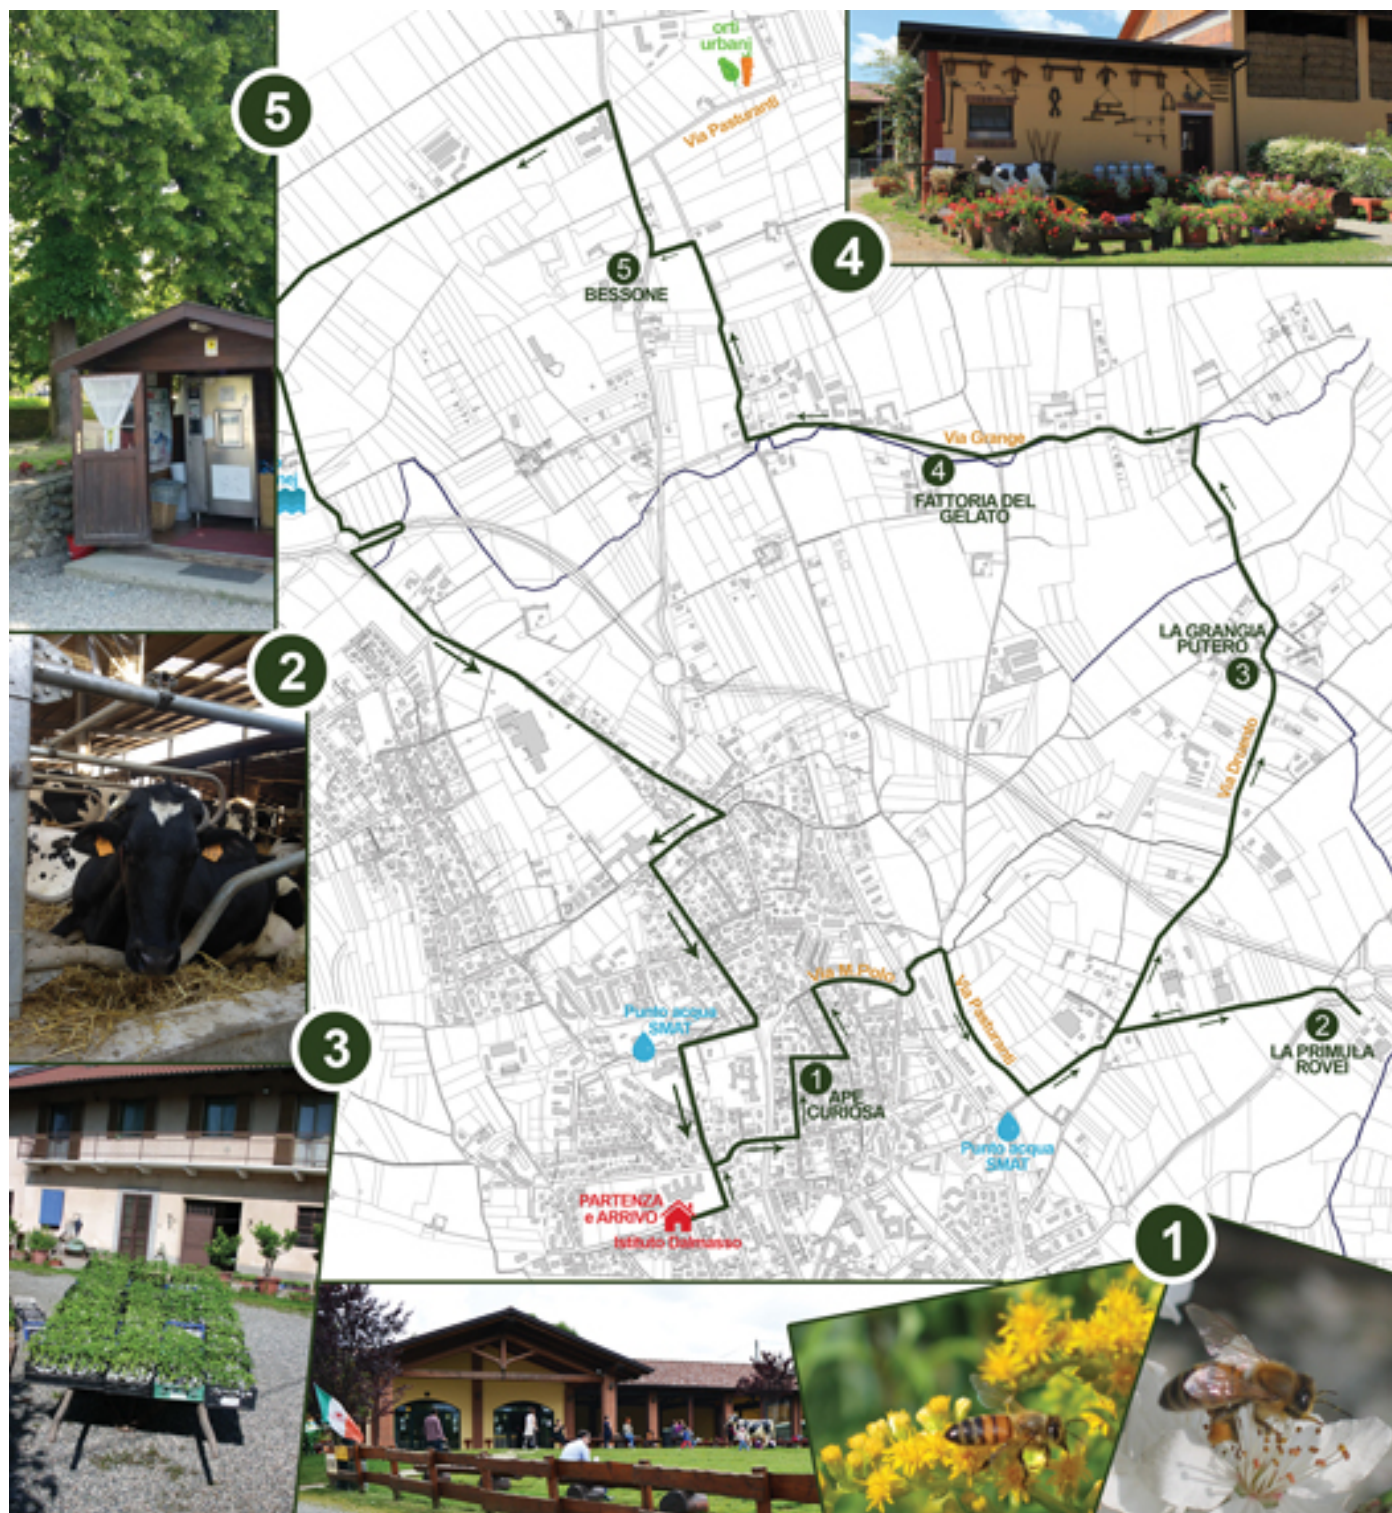 orti
urbani
5
Via Pasturanti
4
5
BESSONE
Via Grange
4
FATTORIA DEL
GELATO
2
LA GRANGIA
PUTERO
3
Via Druento
Via M.Polo
Via Pasturanti
Punto acqua
SMAT
2
LA PRIMULA
ROVEI
3
1
APE
CURIOSA
Punto acqua
SMAT
PARTENZA
e ARRIVO
Istituto Dalmasso
1